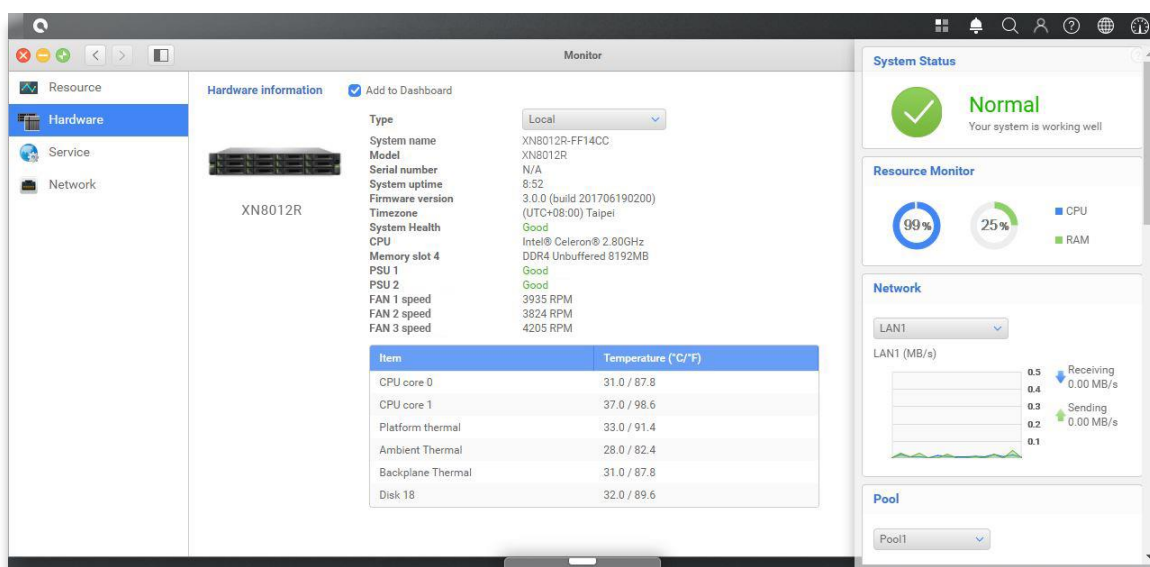 Monitor
Resource
Hardware
Service
Network
Hardware information
Add to Dashboard
XN8012R
Type Local
System name XN8012R-FF14CC
Model XN8012R
Serial number N/A
System uptime 8:52
Firmware version 3.0.0 (build 201706190200)
Timezone (UTC+08:00) Taipei
System Health Good
CPU Intel® Celeron® 2.80GHz
Memory slot 4 DDR4 Unbuffered 8192MB
PSU 1 Good
PSU 2 Good
FAN 1 speed 3935 RPM
FAN 2 speed 3824 RPM
FAN 3 speed 4205 RPM
Item Temperature (°C/°F)
CPU core 0 31.0 / 87.8
CPU core 1 37.0 / 98.6
Platform thermal 33.0 / 91.4
Ambient Thermal 28.0 / 82.4
Backplane Thermal 31.0 / 87.8
Disk 18 32.0 / 89.6
System Status
Normal
Your system is working well
Resource Monitor
99%
25%
CPU
RAM
Network
LAN1
LAN1 (MB/s)
0.5
0.4
0.3
0.2
0.1
Receiving
0.00 MB/s
Sending
0.00 MB/s
Pool
Pool1